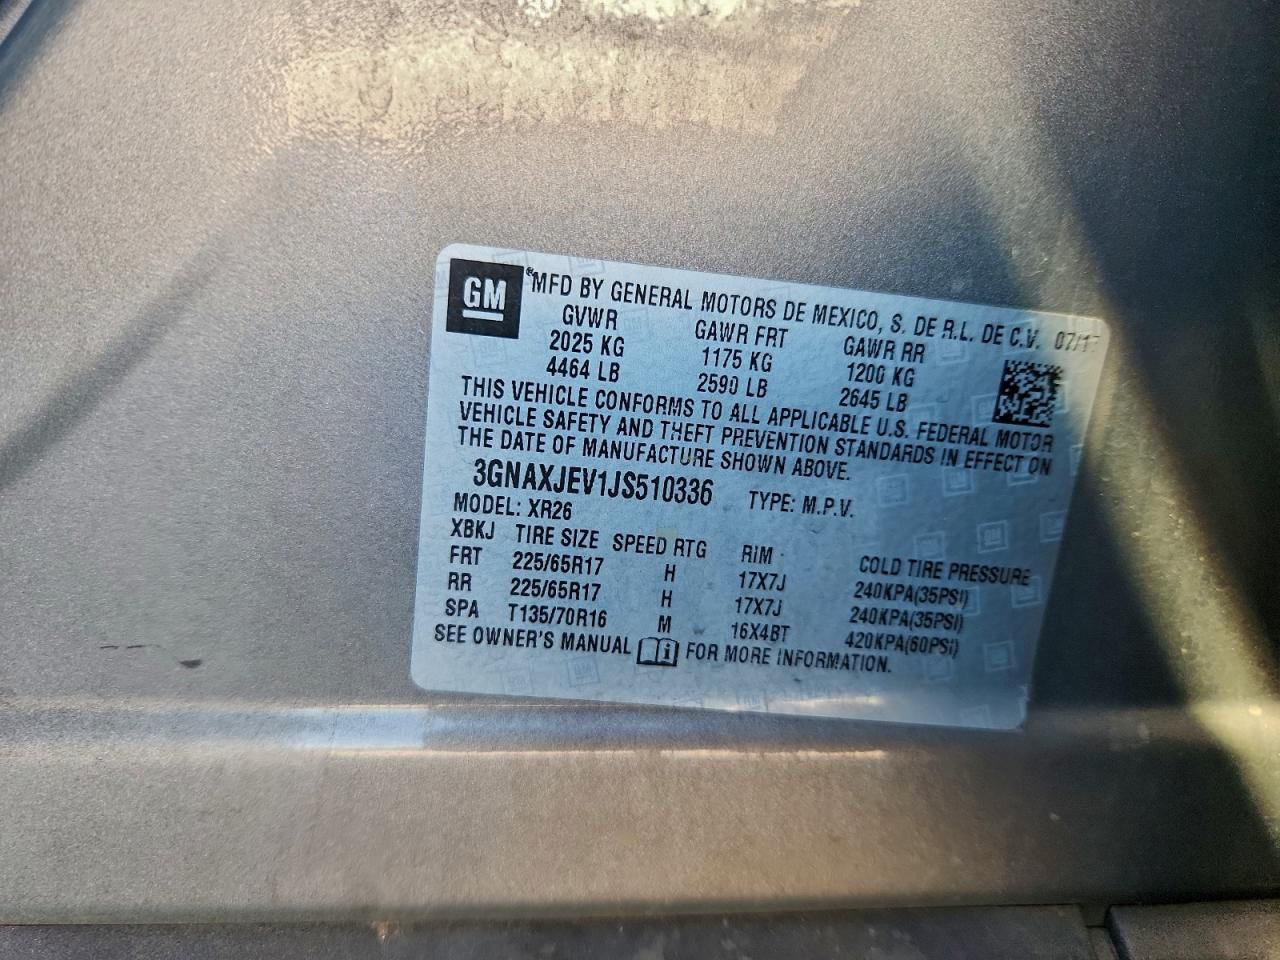 GM ® MFD BY GENERAL MOTORS DE MEXICO, S. DE R.L. DE C.V. 07/17
GVWR GAWR FRT GAWR RR
2025 KG 1175 KG 1200 KG
4464 LB 2590 LB 2645 LB
THIS VEHICLE CONFORMS TO ALL APPLICABLE U.S. FEDERAL MOTOR
VEHICLE SAFETY AND THEFT PREVENTION STANDARDS IN EFFECT ON
THE DATE OF MANUFACTURE SHOWN ABOVE.
3GNAXJEV1JS510336 TYPE: M.P.V.
MODEL: XR26
XBKJ TIRE SIZE SPEED RTG RIM COLD TIRE PRESSURE
FRT 225/65R17 H 17X7J 240KPA(35PSI)
RR 225/65R17 H 17X7J 240KPA(35PSI)
SPA T135/70R16 M 16X4BT 420KPA(60PSI)
SEE OWNER'S MANUAL i FOR MORE INFORMATION.